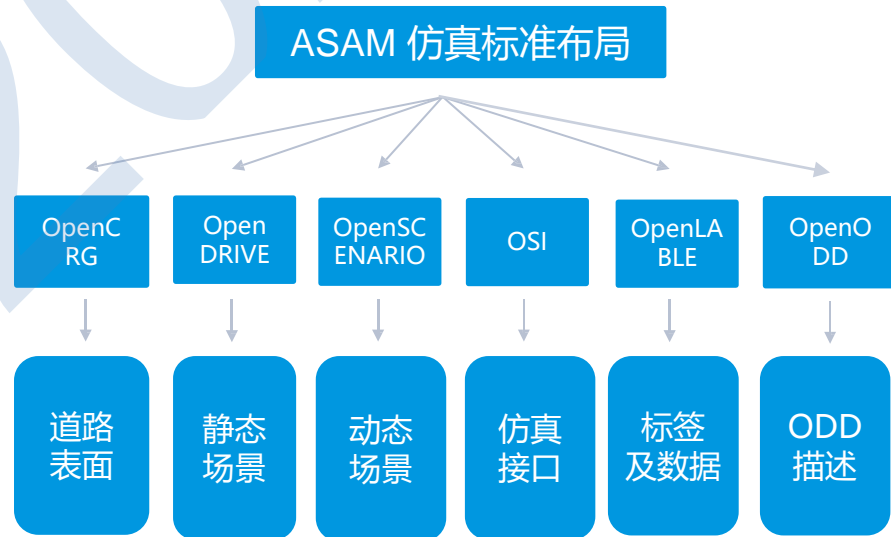 ASAM 仿真标准布局
OpenC
RG
Open
DRIVE
OpenSC
ENARIO
OSI
OpenLA
BLE
OpenO
DD
道路
表面
静态
场景
动态
场景
仿真
接口
标签
及数据
ODD
描述